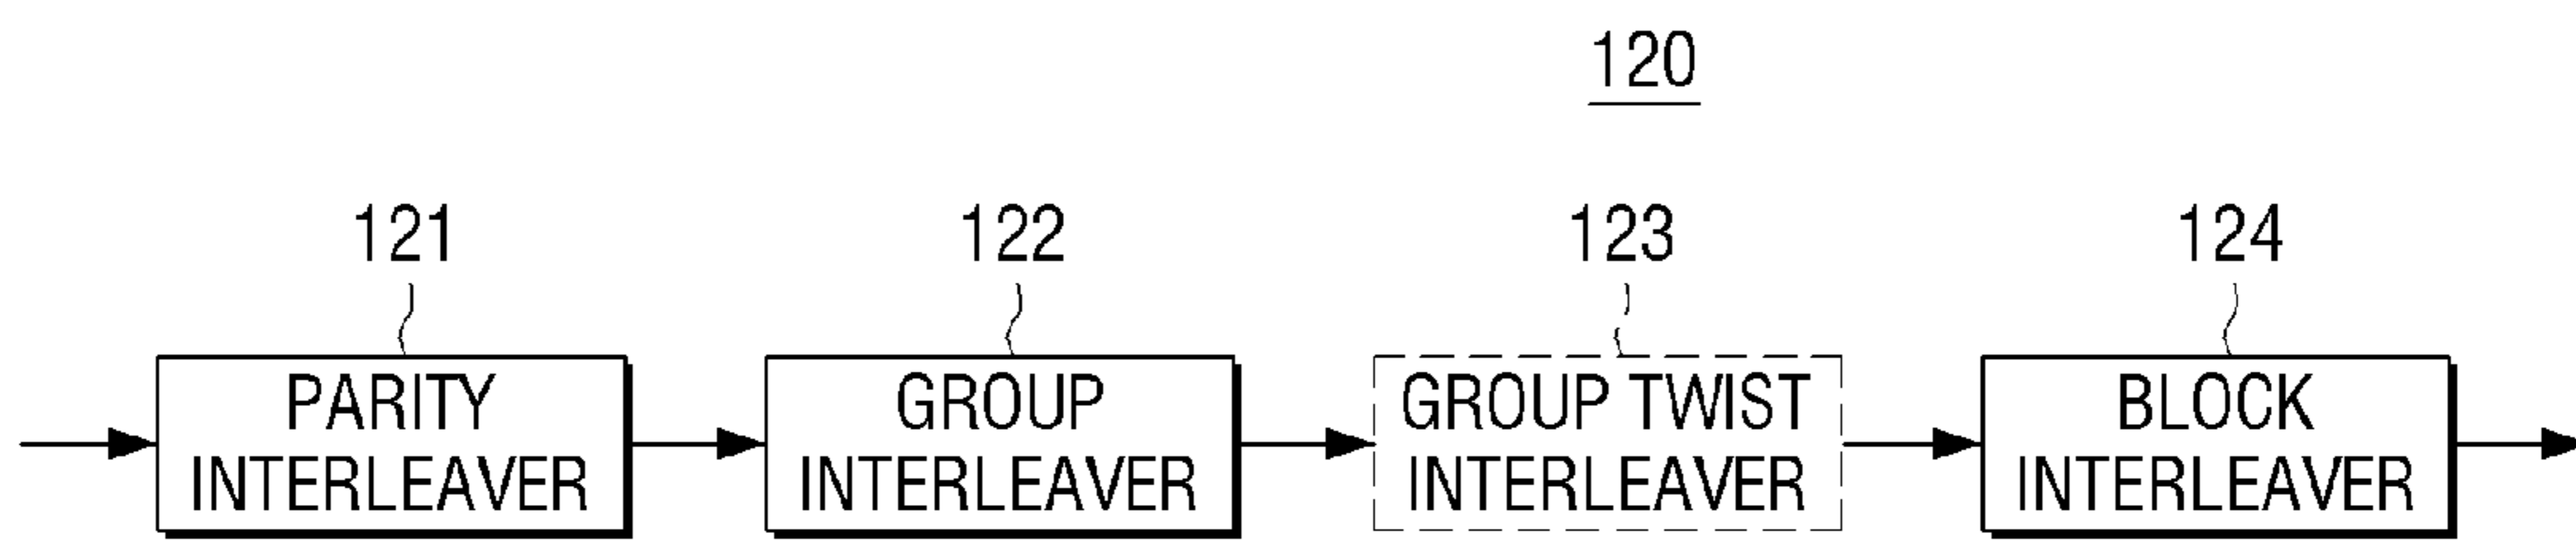 120
121
122
123
124
PARITY
INTERLEAVER
GROUP
INTERLEAVER
GROUP TWIST
INTERLEAVER
BLOCK
INTERLEAVER